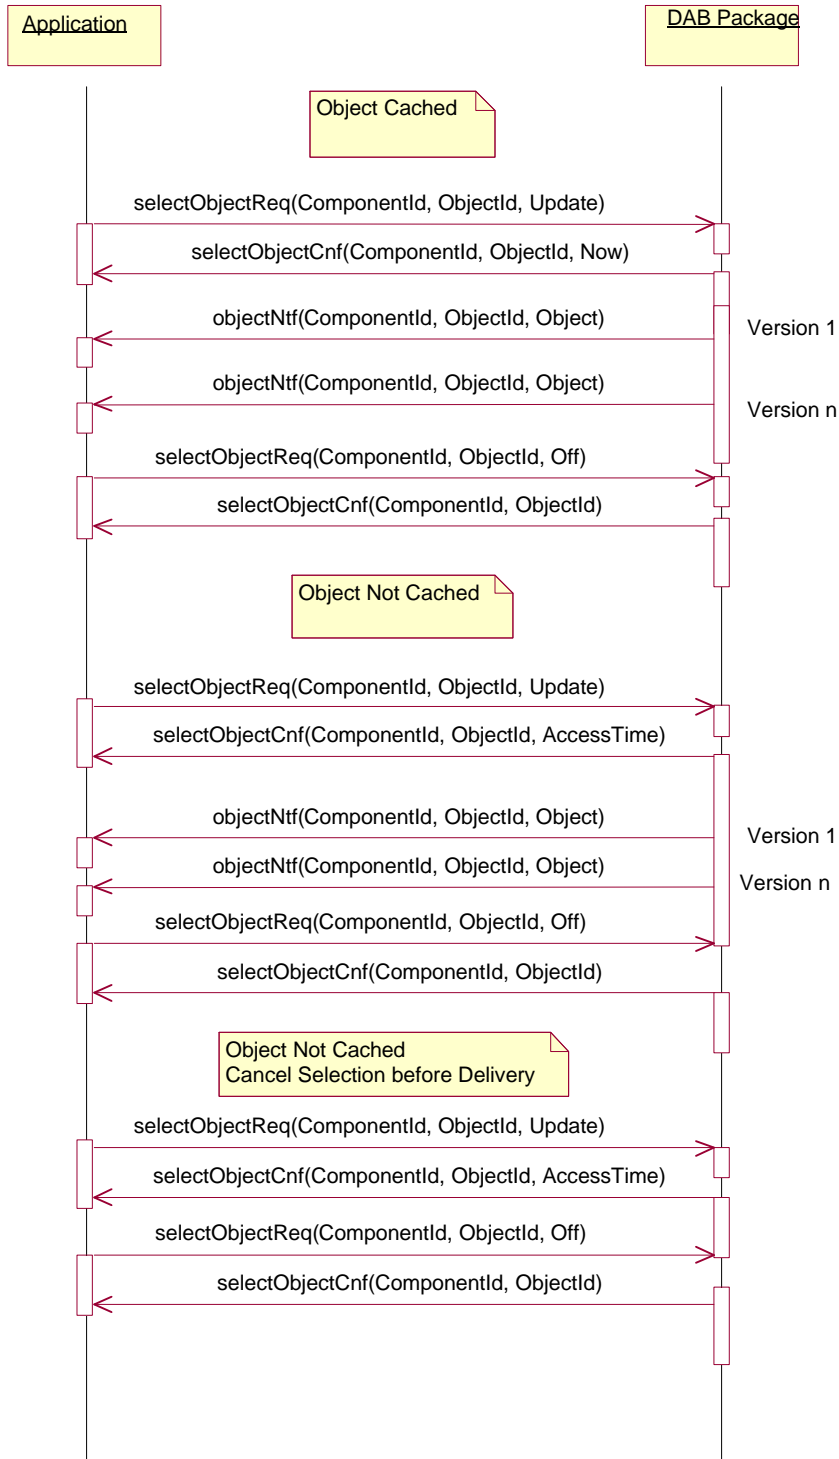 Application
DAB Package
Object Cached
selectObjectReq(ComponentId, ObjectId, Update)
selectObjectCnf(ComponentId, ObjectId, Now)
objectNtf(ComponentId, ObjectId, Object)
Version 1
objectNtf(ComponentId, ObjectId, Object)
Version n
selectObjectReq(ComponentId, ObjectId, Off)
selectObjectCnf(ComponentId, ObjectId)
Object Not Cached
selectObjectReq(ComponentId, ObjectId, Update)
selectObjectCnf(ComponentId, ObjectId, AccessTime)
objectNtf(ComponentId, ObjectId, Object)
Version 1
objectNtf(ComponentId, ObjectId, Object)
Version n
selectObjectReq(ComponentId, ObjectId, Off)
selectObjectCnf(ComponentId, ObjectId)
Object Not Cached
Cancel Selection before Delivery
selectObjectReq(ComponentId, ObjectId, Update)
selectObjectCnf(ComponentId, ObjectId, AccessTime)
selectObjectReq(ComponentId, ObjectId, Off)
selectObjectCnf(ComponentId, ObjectId)